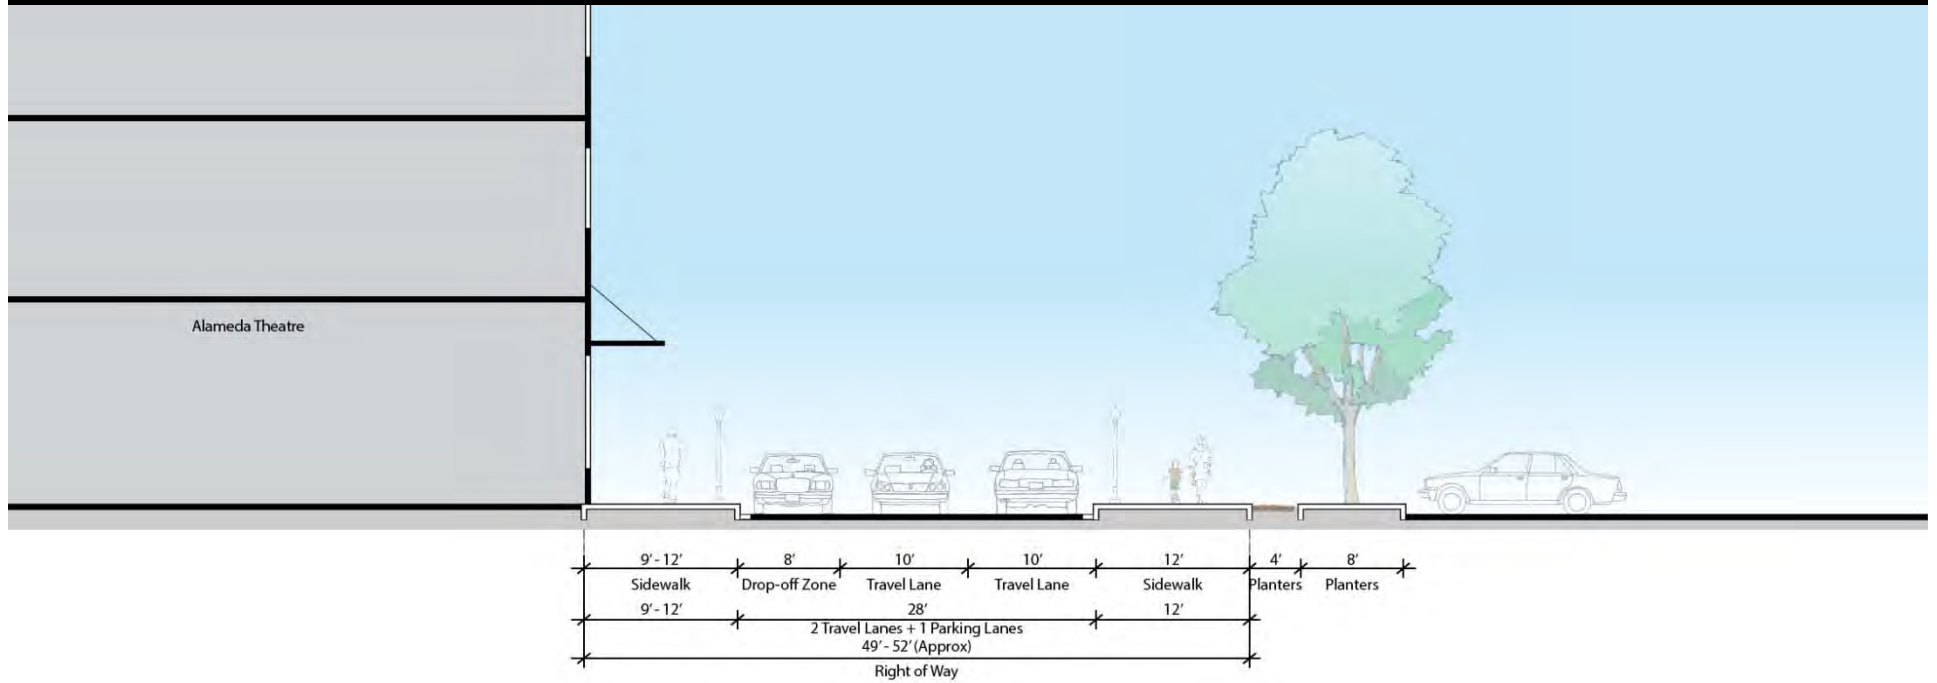 Alameda Theatre
9' - 12' 8' 10' 10' 12' 4' 8'
Sidewalk Drop-off Zone Travel Lane Travel Lane Sidewalk Planters Planters
9' - 12' 28' 12'
2 Travel Lanes + 1 Parking Lanes
49' - 52' (Approx)
Right of Way